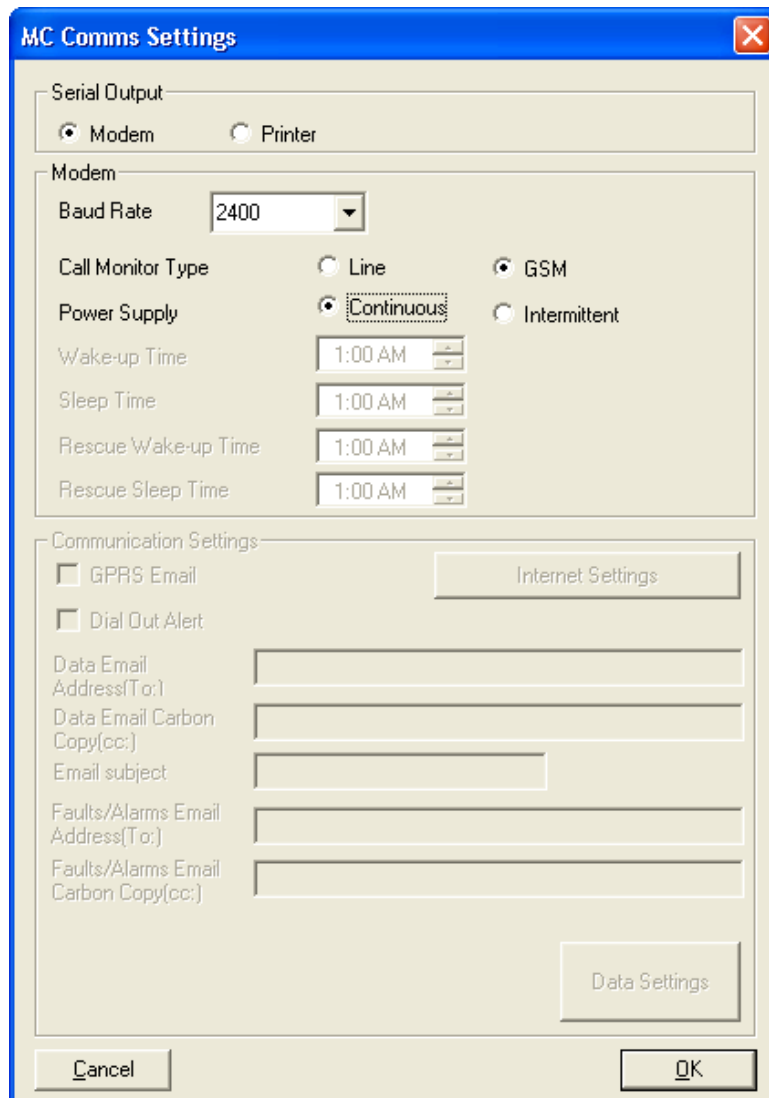 MC Comms Settings
Serial Output
Modem Printer
Modem
Baud Rate 2400
Call Monitor Type Line GSM
Power Supply Continuous Intermittent
Wake-up Time 1:00 AM
Sleep Time 1:00 AM
Rescue Wake-up Time 1:00 AM
Rescue Sleep Time 1:00 AM
Communication Settings
GPRS Email Internet Settings
Dial Out Alert
Data Email
Address(To:)
Data Email Carbon
Copy(cc:)
Email subject
Faults/Alarms Email
Address(To:)
Faults/Alarms Email
Carbon Copy(cc:)
Data Settings
Cancel OK